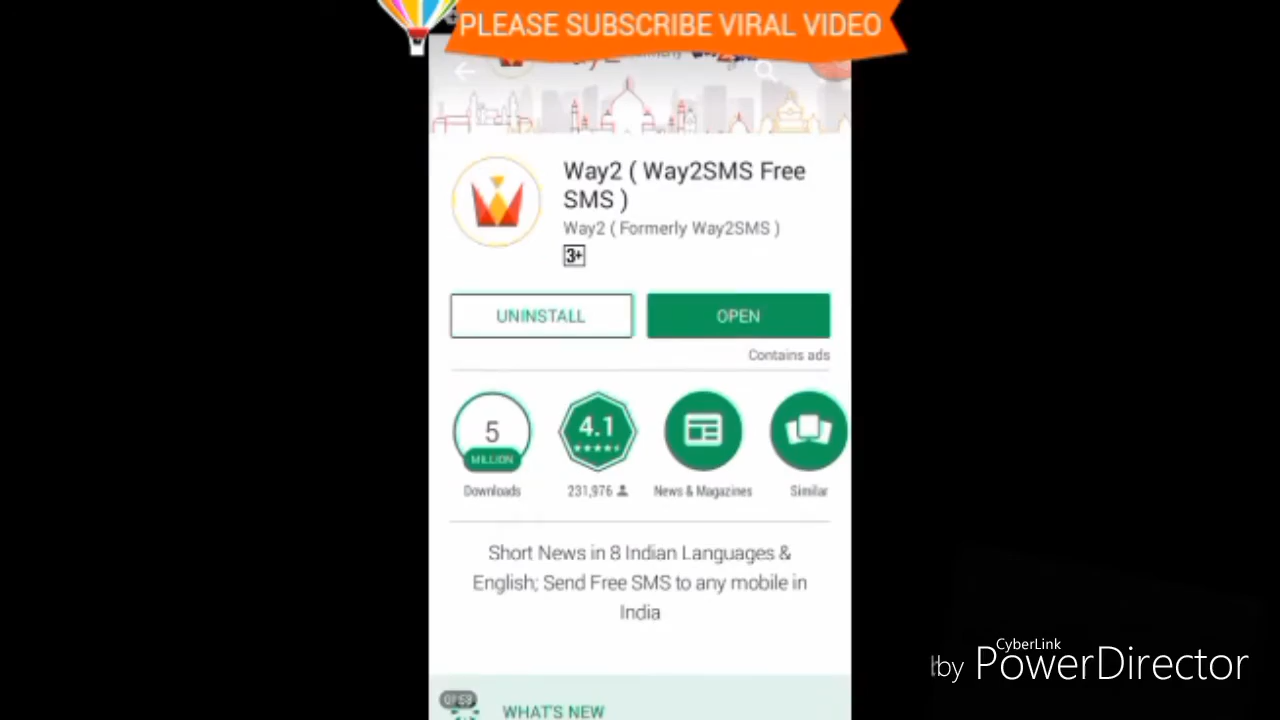 PLEASE SUBSCRIBE VIRAL VIDEO
Way2 ( Way2SMS Free
SMS )
Way2 ( Formerly Way2SMS )
3+
UNINSTALL
OPEN
Contains ads
5
MILLION
Downloads
4.1
231,976
News & Magazines
Similar
Short News in 8 Indian Languages &
English; Send Free SMS to any mobile in
India
CyberLink
by PowerDirector
WHAT'S NEW